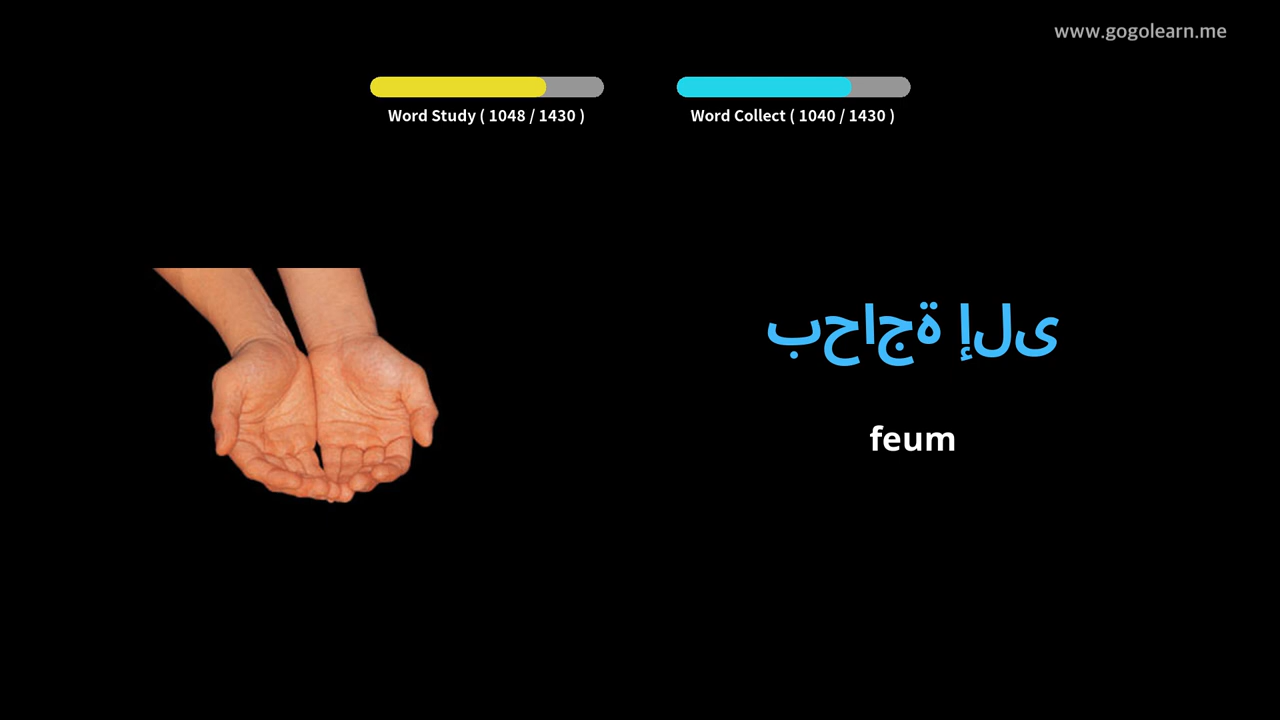 www.gogolearn.me
Word Study ( 1048 / 1430 )
Word Collect ( 1040 / 1430 )
بحاجة إلى
feum